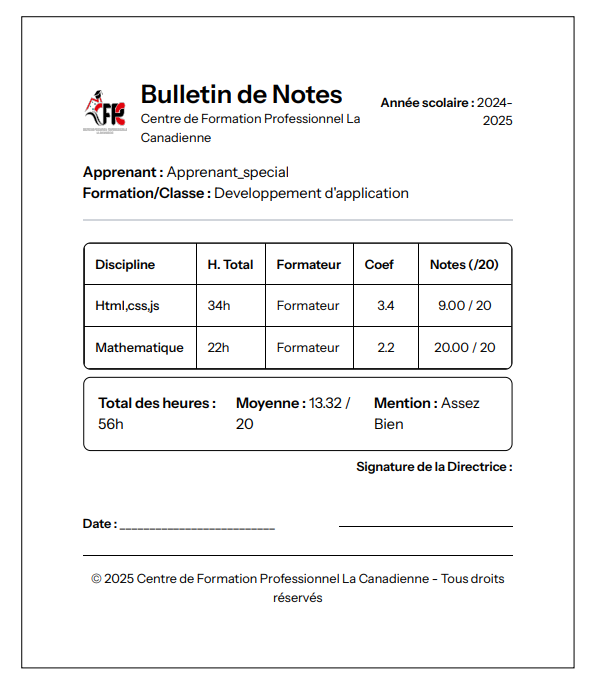 Bulletin de Notes
Centre de Formation Professionnel La
Canadienne
Année scolaire : 2024-
2025
Apprenant : Apprenant_special
Formation/Classe : Developpement d'application
Discipline H. Total Formateur Coef Notes (/20)
Html,css,js 34h Formateur 3.4 9.00 / 20
Mathematique 22h Formateur 2.2 20.00 / 20
Total des heures :
56h
Moyenne : 13.32 /
20
Mention : Assez
Bien
Signature de la Directrice :
Date : __________________________
© 2025 Centre de Formation Professionnel La Canadienne - Tous droits
réservés